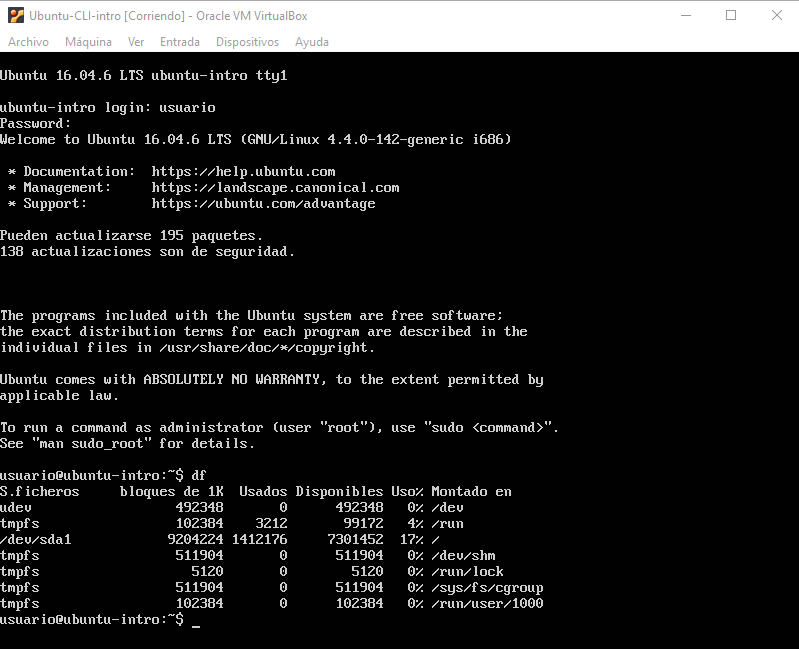 Ubuntu-CLI-intro [Corriendo] - Oracle VM VirtualBox
Archivo Máquina Ver Entrada Dispositivos Ayuda
Ubuntu 16.04.6 LTS ubuntu-intro tty1
ubuntu-intro login: usuario
Password:
Welcome to Ubuntu 16.04.6 LTS (GNU/Linux 4.4.0-142-generic i686)
* Documentation:  https://help.ubuntu.com
* Management:     https://landscape.canonical.com
* Support:        https://ubuntu.com/advantage
Pueden actualizarse 195 paquetes.
138 actualizaciones son de seguridad.
The programs included with the Ubuntu system are free software;
the exact distribution terms for each program are described in the
individual files in /usr/share/doc/*/copyright.
Ubuntu comes with ABSOLUTELY NO WARRANTY, to the extent permitted by
applicable law.
To run a command as administrator (user "root"), use "sudo <command>".
See "man sudo_root" for details.
usuario@ubuntu-intro:~$ df
S.ficheros     bloques de 1K  Usados Disponibles Uso% Montado en
udev                  492348       0      492348   0% /dev
tmpfs                 102384    3212       99172   4% /run
/dev/sda1            9204224 1412176     7301452  17% /
tmpfs                 511904       0      511904   0% /dev/shm
tmpfs                   5120       0        5120   0% /run/lock
tmpfs                 511904       0      511904   0% /sys/fs/cgroup
tmpfs                 102384       0      102384   0% /run/user/1000
usuario@ubuntu-intro:~$ _